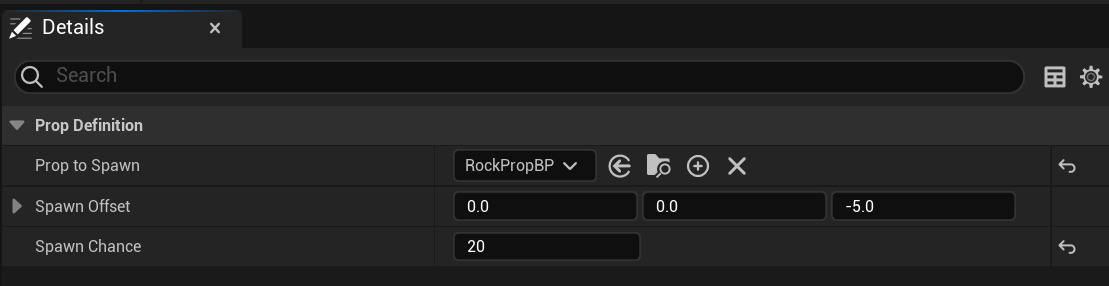 Details
Search
Prop Definition
Prop to Spawn RockPropBP
Spawn Offset 0.0 0.0 -5.0
Spawn Chance 20